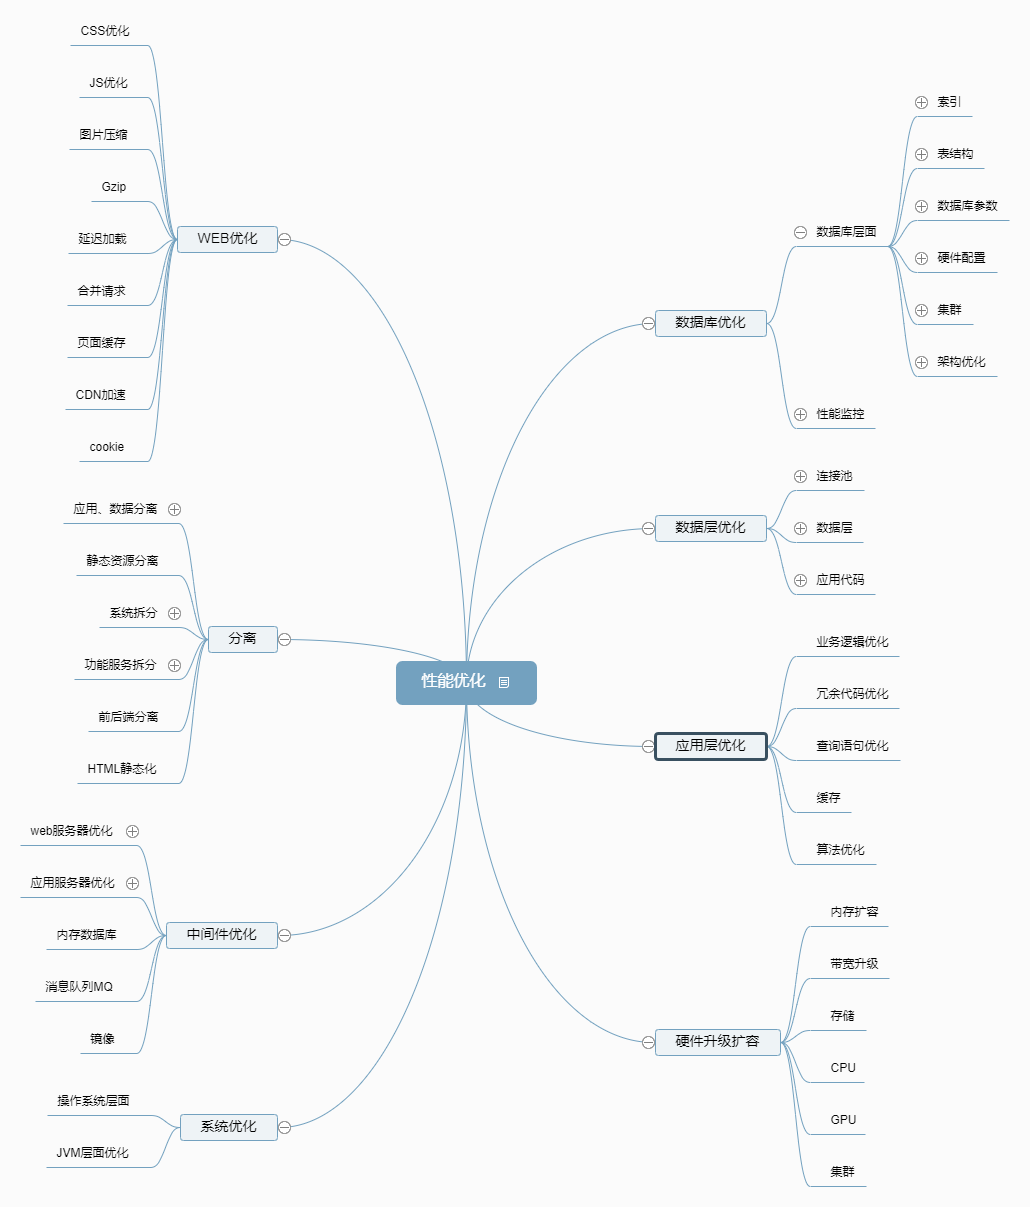 性能优化
WEB优化
CSS优化
JS优化
图片压缩
Gzip
延迟加载
合并请求
页面缓存
CDN加速
cookie
分离
应用、数据分离
静态资源分离
系统拆分
功能服务拆分
前后端分离
HTML静态化
中间件优化
web服务器优化
应用服务器优化
内存数据库
消息队列MQ
镜像
系统优化
操作系统层面
JVM层面优化
数据库优化
数据库层面
索引
表结构
数据库参数
硬件配置
集群
架构优化
性能监控
数据层优化
连接池
数据层
应用代码
应用层优化
业务逻辑优化
冗余代码优化
查询语句优化
缓存
算法优化
硬件升级扩容
内存扩容
带宽升级
存储
CPU
GPU
集群